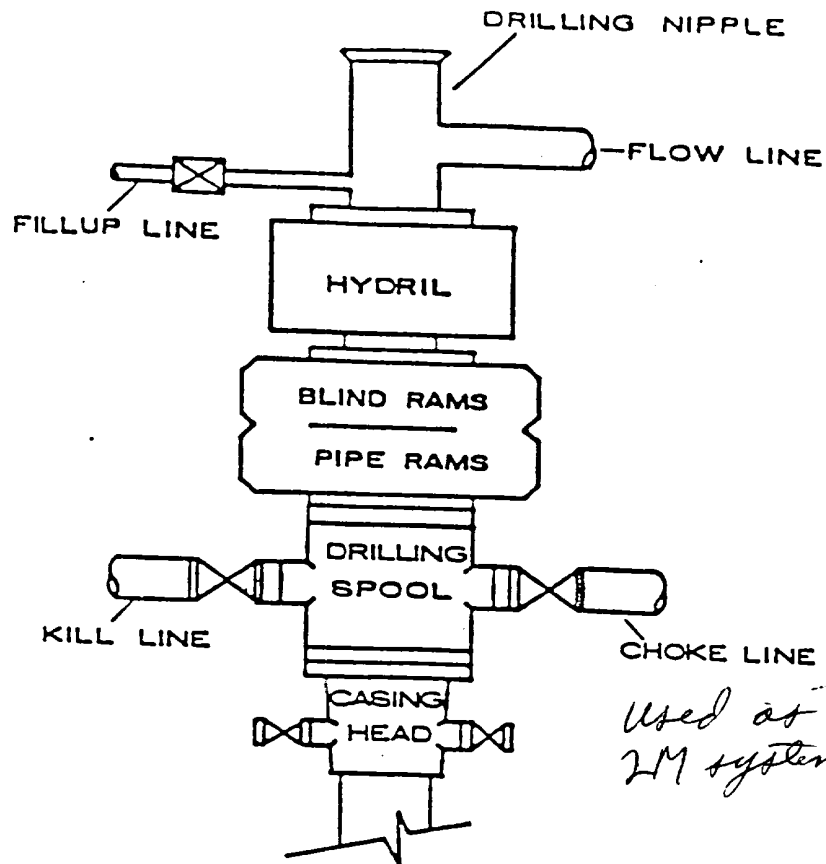 DRILLING NIPPLE
FLOW LINE
FILLUP LINE
HYDRIL
BLIND RAMS
PIPE RAMS
DRILLING
SPOOL
KILL LINE
CHOKE LINE
CASING
HEAD
Used as
2M system